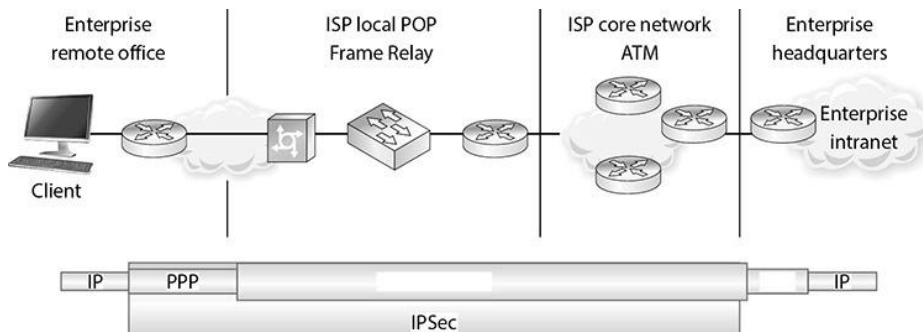 Enterprise
remote office
ISP local POP
Frame Relay
ISP core network
ATM
Enterprise
headquarters
Enterprise
intranet
Client
IP
PPP
IP
IPSec